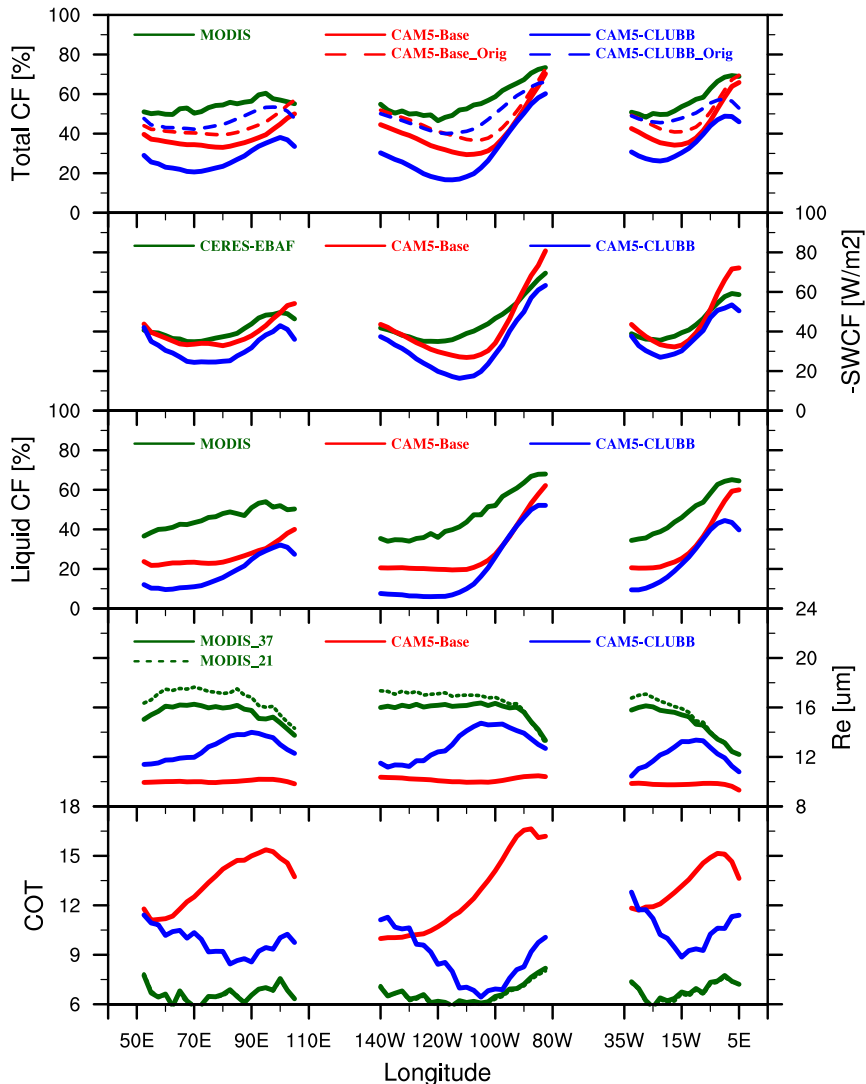 100
80
60
40
20
0
Total CF [%]
MODIS
CAM5-Base
CAM5-CLUBB
CAM5-Base_Orig
CAM5-CLUBB_Orig
100
80
60
40
20
0
-SWCF [W/m2]
CERES-EBAF
CAM5-Base
CAM5-CLUBB
100
80
60
40
20
0
Liquid CF [%]
MODIS
CAM5-Base
CAM5-CLUBB
24
20
16
12
8
Re [um]
MODIS_37
CAM5-Base
CAM5-CLUBB
MODIS_21
18
15
12
9
6
COT
50E 70E 90E 110E 140W 120W 100W 80W 35W 15W 5E
Longitude